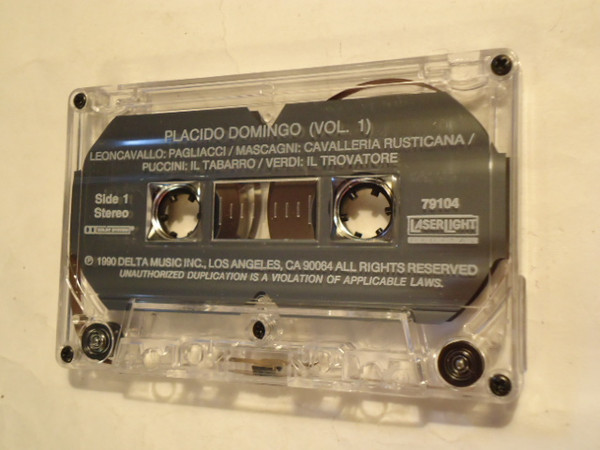 PLACIDO DOMINGO (VOL. 1)
LEONCAVALLO: PAGLIACCI / MASCAGNI: CAVALLERIA RUSTICANA /
PUCCINI: IL TABARRO / VERDI: IL TROVATORE
Side 1
Stereo
DOLBY SYSTEM
79104
LASERLIGHT
℗ 1990 DELTA MUSIC INC., LOS ANGELES, CA 90064 ALL RIGHTS RESERVED
UNAUTHORIZED DUPLICATION IS A VIOLATION OF APPLICABLE LAWS.